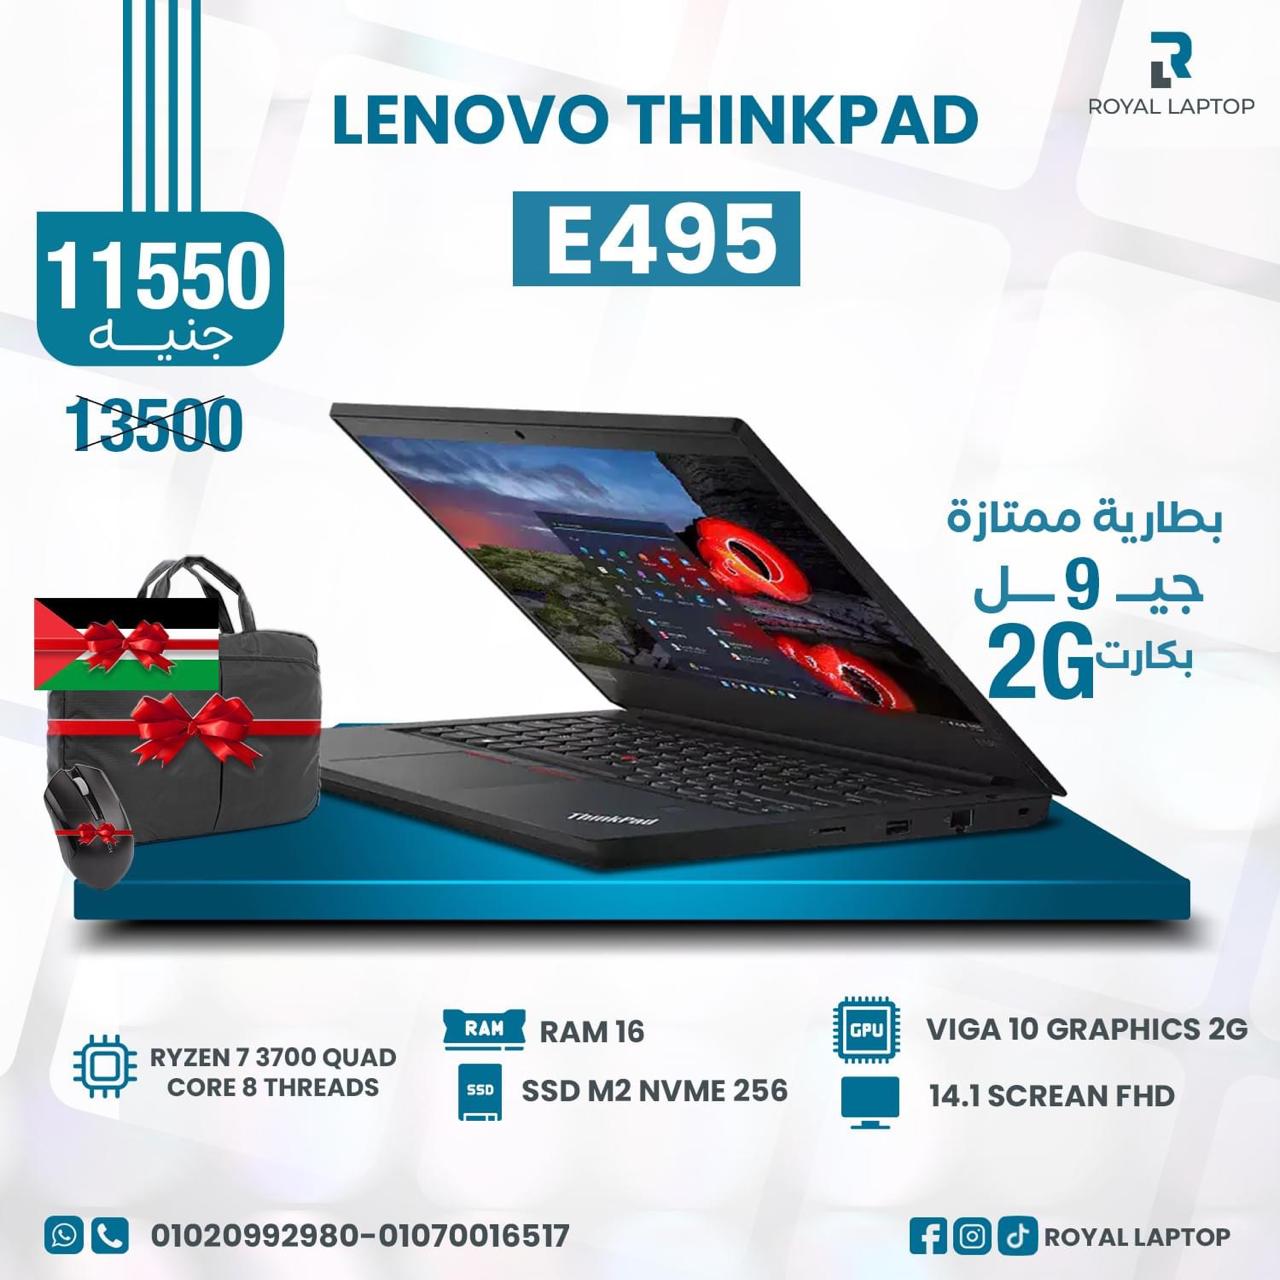 ROYAL LAPTOP
LENOVO THINKPAD
E495
11550
جنيه
13500
بطارية ممتازة
جيـ 9 ـل
بكارت 2G
ThinkPad
RYZEN 7 3700 QUAD
CORE 8 THREADS
RAM
RAM 16
SSD
SSD M2 NVME 256
GPU
VIGA 10 GRAPHICS 2G
14.1 SCREAN FHD
01020992980-01070016517
ROYAL LAPTOP